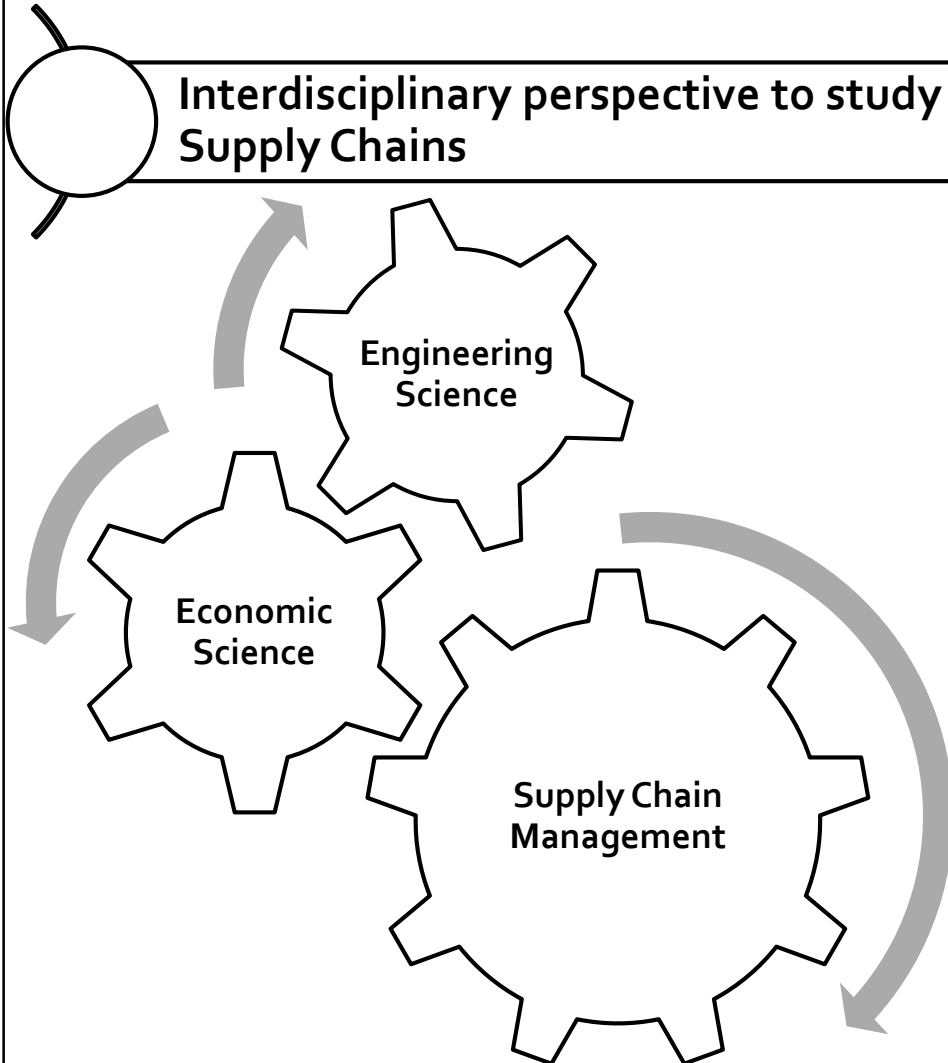 Interdisciplinary perspective to study
Supply Chains
Engineering
Science
Economic
Science
Supply Chain
Management